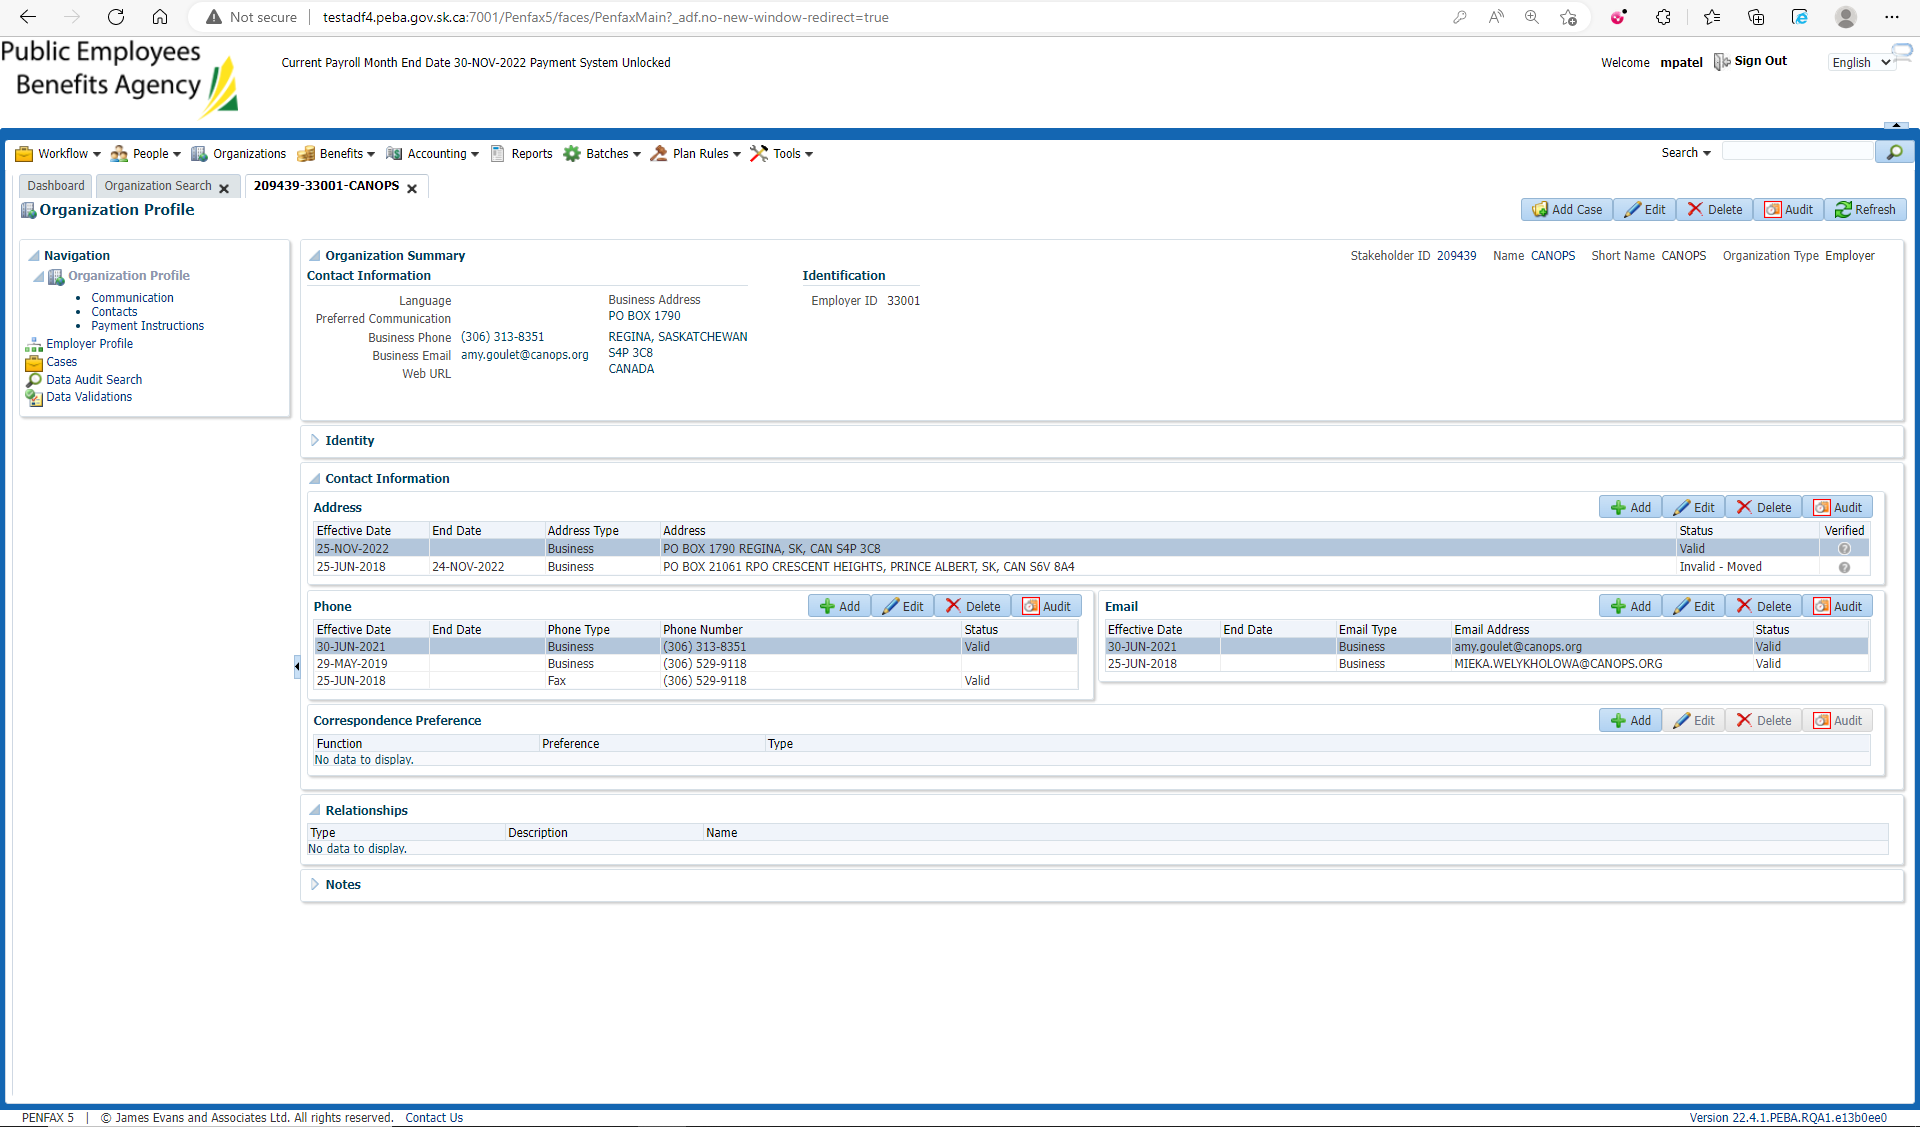 Not secure testadf4.peba.gov.sk.ca:7001/Penfax5/faces/PenfaxMain?_adf.no-new-window-redirect=true
Public Employees
Benefits Agency
Current Payroll Month End Date 30-NOV-2022 Payment System Unlocked
Welcome mpatel Sign Out English
Workflow People Organizations Benefits Accounting Reports Batches Plan Rules Tools Search
Dashboard Organization Search 209439-33001-CANOPS
Organization Profile Add Case Edit Delete Audit Refresh
Navigation
Organization Profile
• Communication
• Contacts
• Payment Instructions
Employer Profile
Cases
Data Audit Search
Data Validations
Organization Summary Stakeholder ID 209439 Name CANOPS Short Name CANOPS Organization Type Employer
Contact Information
Language
Preferred Communication
Business Phone (306) 313-8351
Business Email amy.goulet@canops.org
Web URL
Business Address
PO BOX 1790
REGINA, SASKATCHEWAN
S4P 3C8
CANADA
Identification
Employer ID 33001
Identity
Contact Information
Address Add Edit Delete Audit
Effective Date End Date Address Type Address Status Verified
25-NOV-2022 Business PO BOX 1790 REGINA, SK, CAN S4P 3C8 Valid
25-JUN-2018 24-NOV-2022 Business PO BOX 21061 RPO CRESCENT HEIGHTS, PRINCE ALBERT, SK, CAN S6V 8A4 Invalid - Moved
Phone Add Edit Delete Audit
Effective Date End Date Phone Type Phone Number Status
30-JUN-2021 Business (306) 313-8351 Valid
29-MAY-2019 Business (306) 529-9118
25-JUN-2018 Fax (306) 529-9118 Valid
Email Add Edit Delete Audit
Effective Date End Date Email Type Email Address Status
30-JUN-2021 Business amy.goulet@canops.org Valid
25-JUN-2018 Business MIEKA.WELYKHOLOWA@CANOPS.ORG Valid
Correspondence Preference Add Edit Delete Audit
Function Preference Type
No data to display.
Relationships
Type Description Name
No data to display.
Notes
PENFAX 5 | © James Evans and Associates Ltd. All rights reserved. Contact Us Version 22.4.1.PEBA.RQA1.e13b0ee0